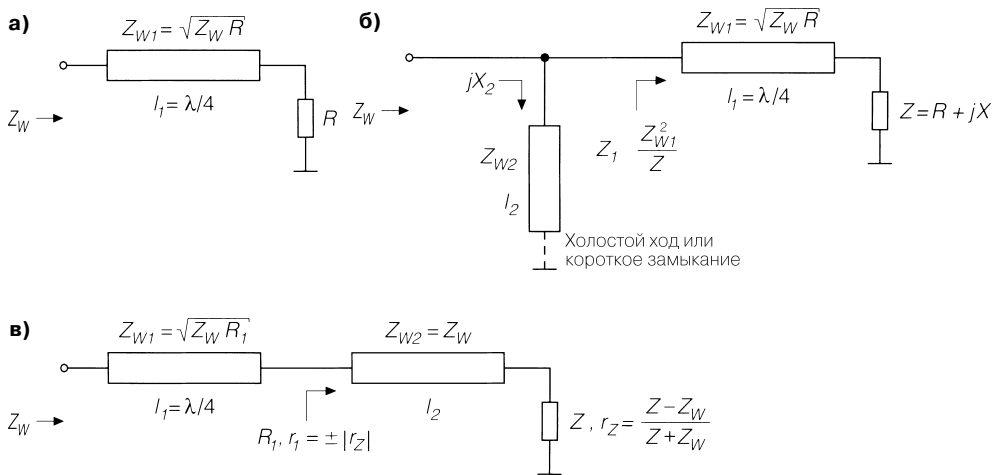 а)
Z_W1 = √(Z_W R)
l_1 = λ/4
Z_W
R
б)
Z_W1 = √(Z_W R)
jX_2
l_1 = λ/4
Z_W
Z_W2
l_2
Z_1 Z_W1^2/Z
Z = R + jX
Холостой ход или
короткое замыкание
в)
Z_W1 = √(Z_W R_1)
Z_W2 = Z_W
l_1 = λ/4
l_2
Z_W
R_1, r_1 = ± |r_Z|
Z , r_Z = (Z − Z_W)/(Z + Z_W)